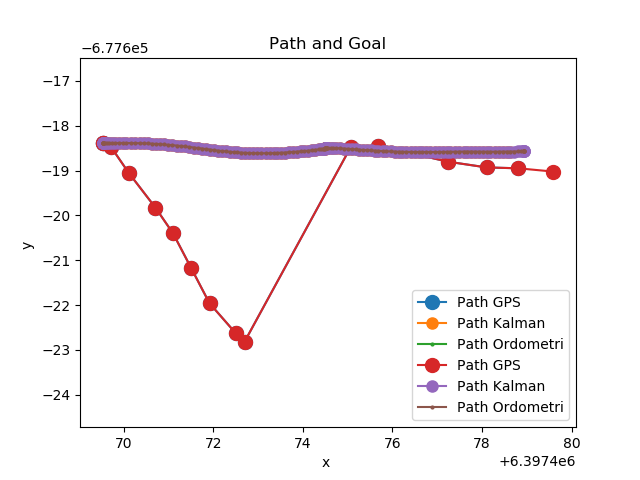 Path and Goal
−6.776e5
−17
−18
−19
−20
−21
−22
−23
−24
y
70
72
74
76
78
80
x
+6.3974e6
Path GPS
Path Kalman
Path Ordometri
Path GPS
Path Kalman
Path Ordometri